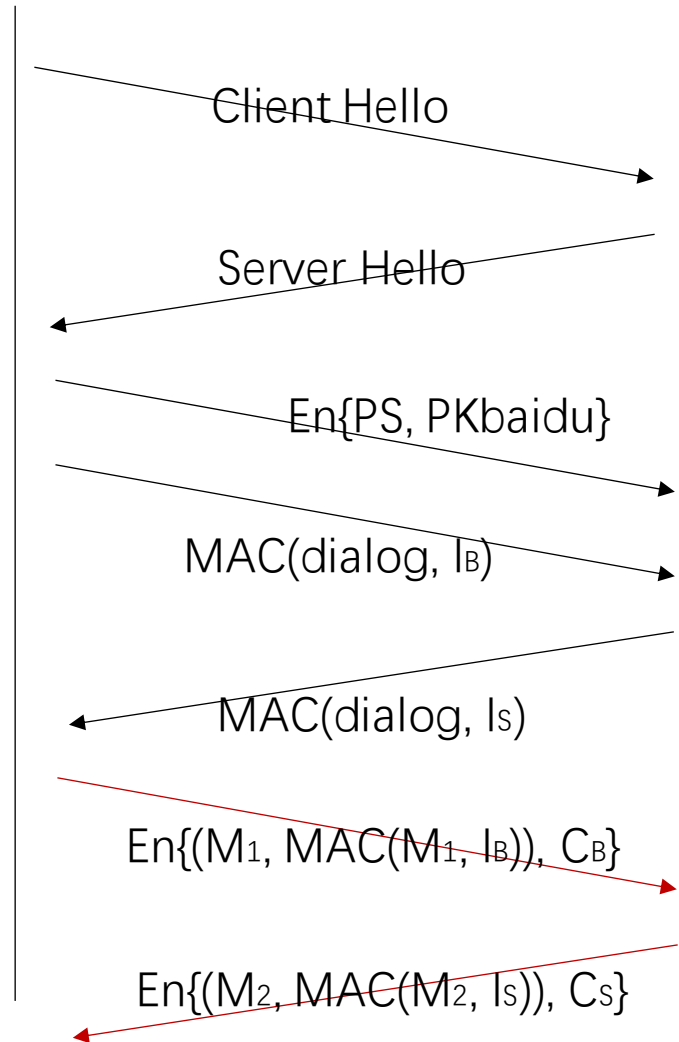 Client Hello
Server Hello
En{PS, PKbaidu}
MAC(dialog, IB)
MAC(dialog, IS)
En{(M1, MAC(M1, IB)), CB}
En{(M2, MAC(M2, IS)), CS}